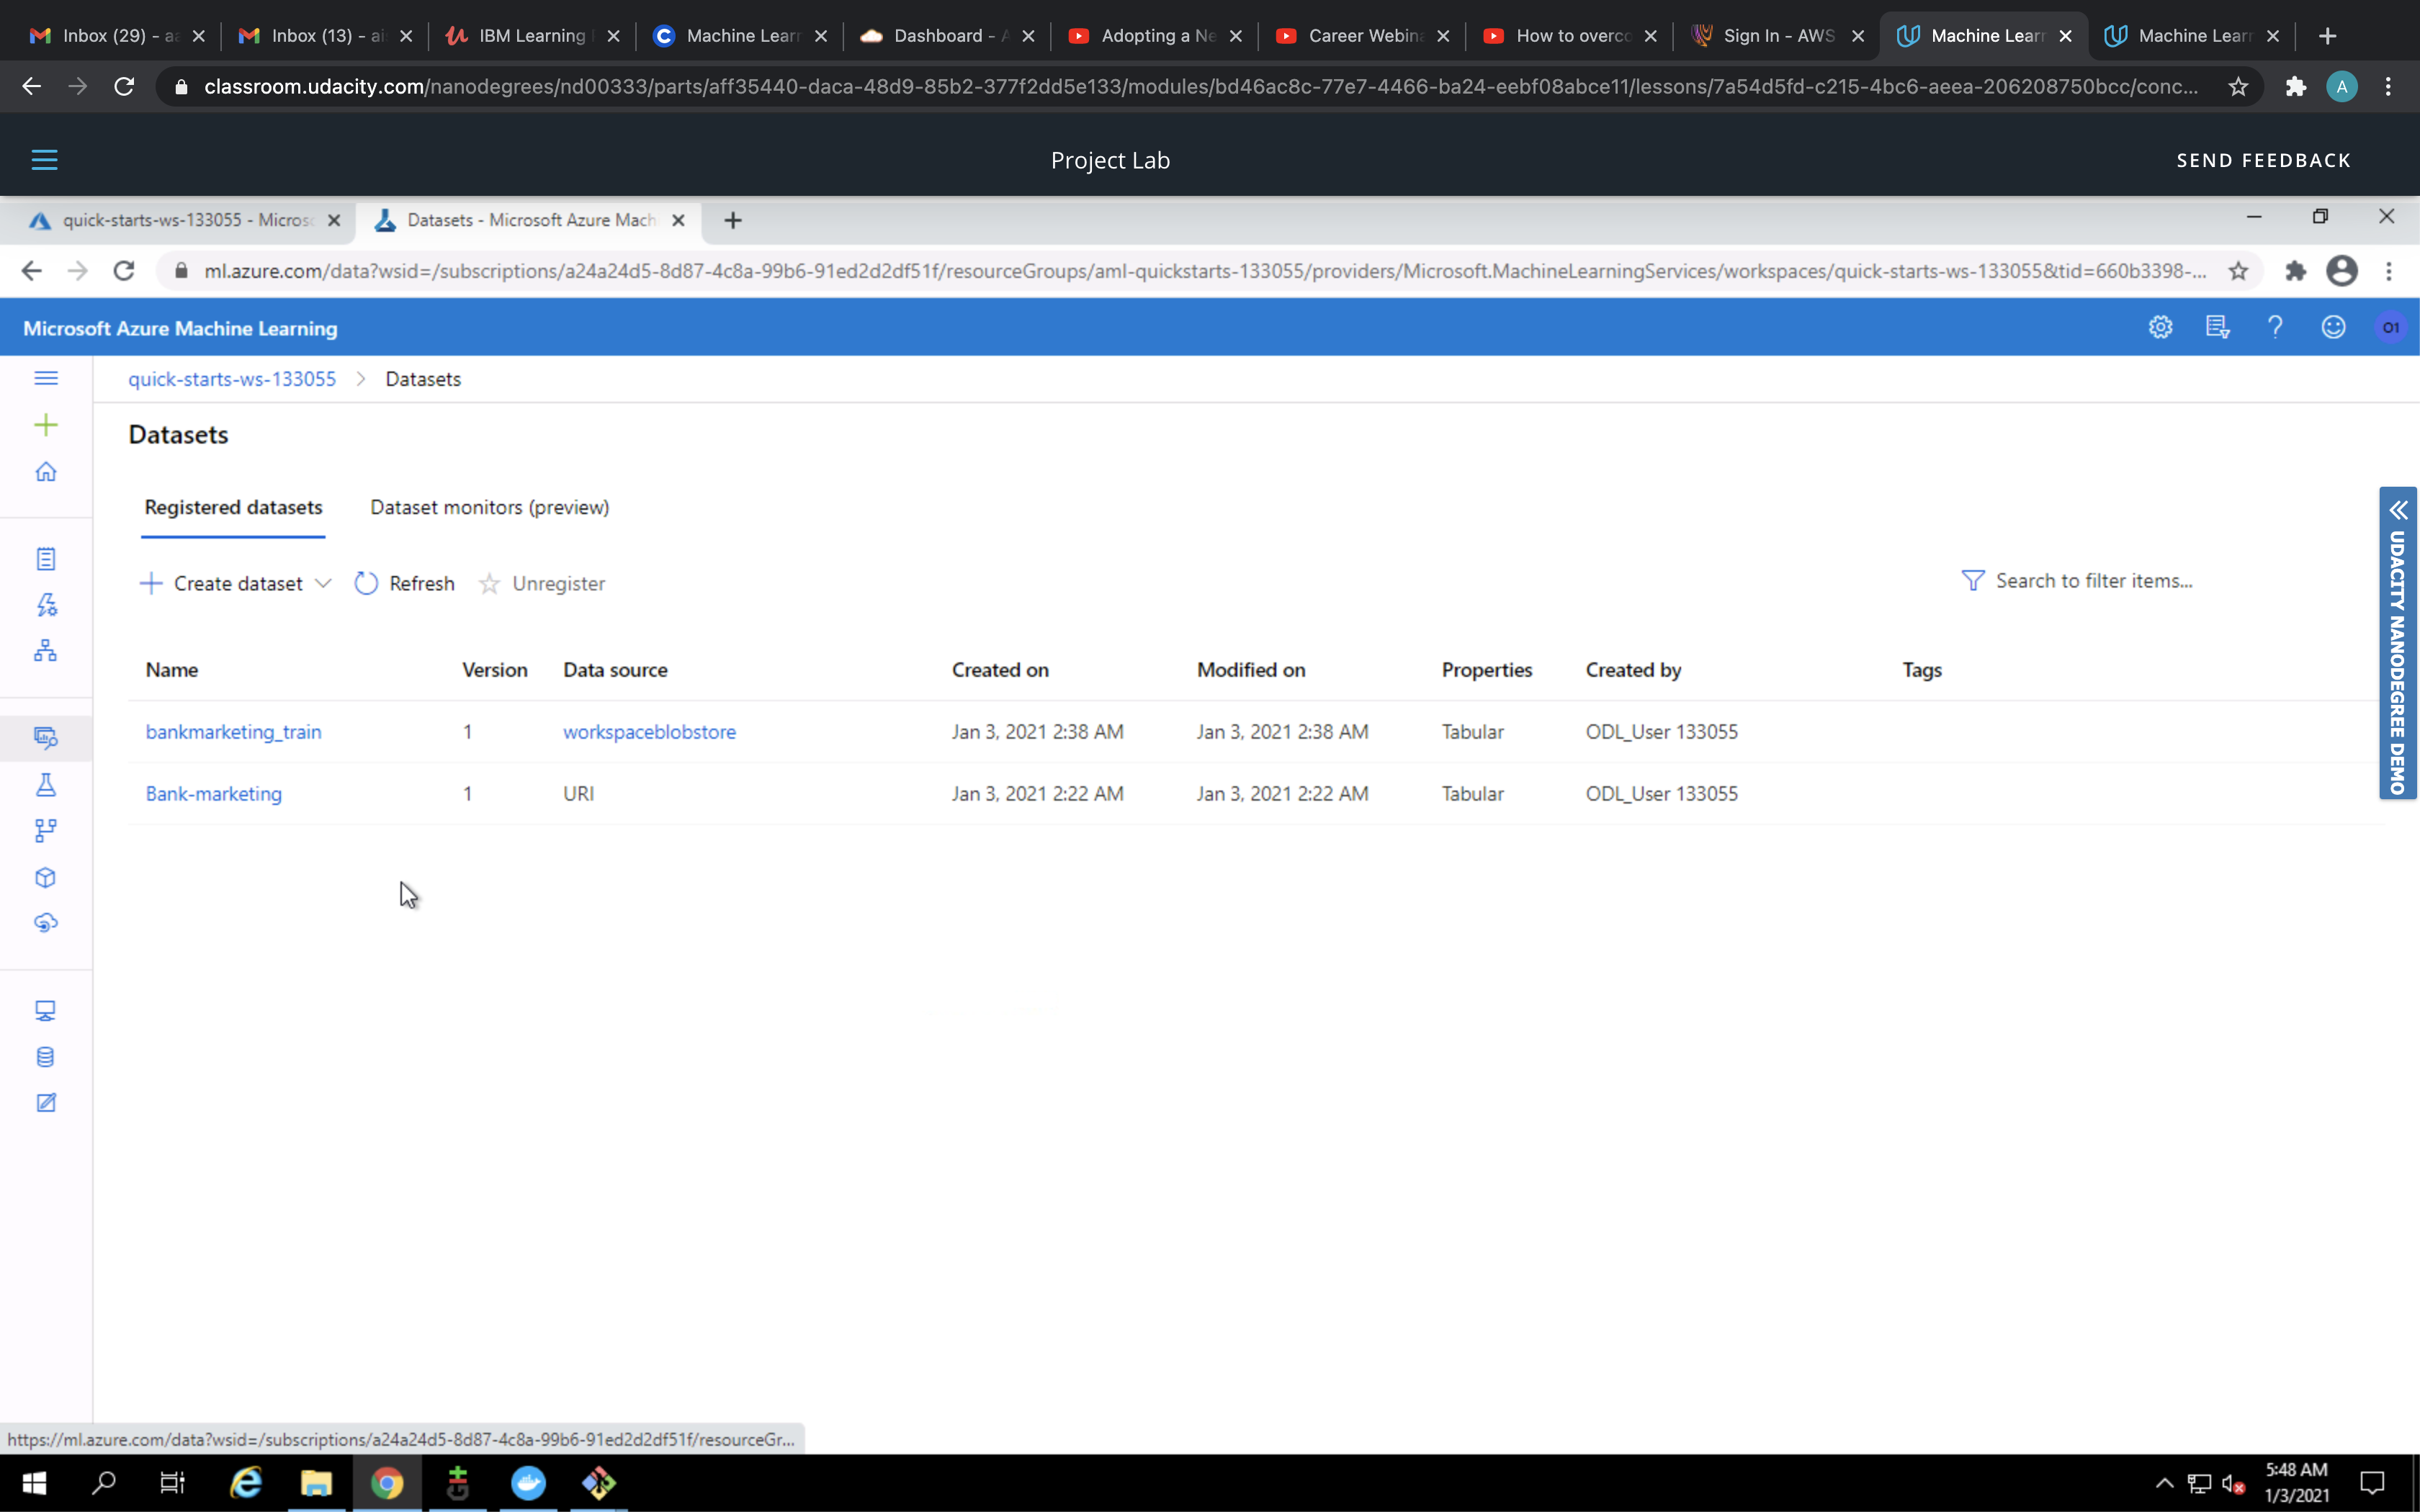 Inbox (29) - aa
Inbox (13) - ai
IBM Learning
Machine Lear
Dashboard - A
Adopting a Ne
Career Webin
How to overco
Sign In - AWS
Machine Lear
Machine Lear
classroom.udacity.com/nanodegrees/nd00333/parts/aff35440-daca-48d9-85b2-377f2dd5e133/modules/bd46ac8c-77e7-4466-ba24-eebf08abce11/lessons/7a54d5fd-c215-4bc6-aeea-206208750bcc/conc...
A
Project Lab
SEND FEEDBACK
quick-starts-ws-133055 - Micros
Datasets - Microsoft Azure Mach
ml.azure.com/data?wsid=/subscriptions/a24a24d5-8d87-4c8a-99b6-91ed2d2df51f/resourceGroups/aml-quickstarts-133055/providers/Microsoft.MachineLearningServices/workspaces/quick-starts-ws-133055&tid=660b3398-...
Microsoft Azure Machine Learning
O1
quick-starts-ws-133055 > Datasets
Datasets
Registered datasets
Dataset monitors (preview)
Create dataset
Refresh
Unregister
Search to filter items...
Name Version Data source Created on Modified on Properties Created by Tags
bankmarketing_train 1 workspaceblobstore Jan 3, 2021 2:38 AM Jan 3, 2021 2:38 AM Tabular ODL_User 133055
Bank-marketing 1 URI Jan 3, 2021 2:22 AM Jan 3, 2021 2:22 AM Tabular ODL_User 133055
UDACITY NANODEGREE DEMO
https://ml.azure.com/data?wsid=/subscriptions/a24a24d5-8d87-4c8a-99b6-91ed2d2df51f/resourceGr...
5:48 AM
1/3/2021